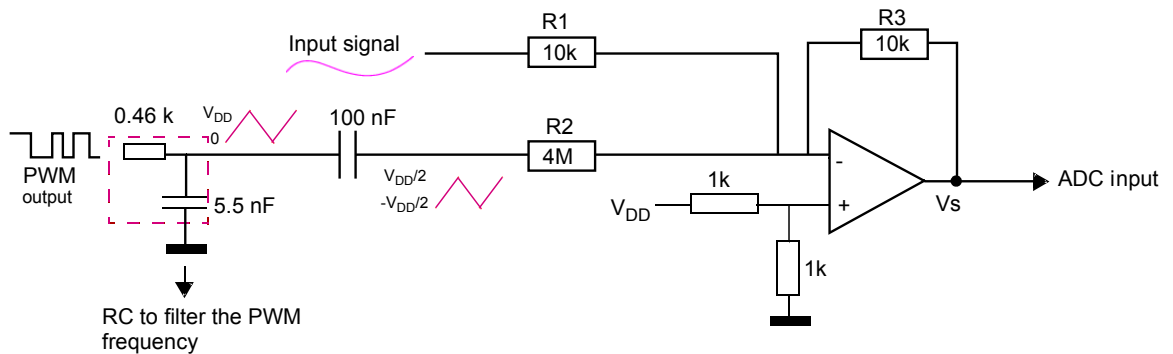 R1
10k
R3
10k
Input signal
0.46 k
VDD
0
100 nF
R2
4M
PWM
output
5.5 nF
VDD/2
-VDD/2
1k
VDD
-
+
Vs
ADC input
1k
RC to filter the PWM
frequency